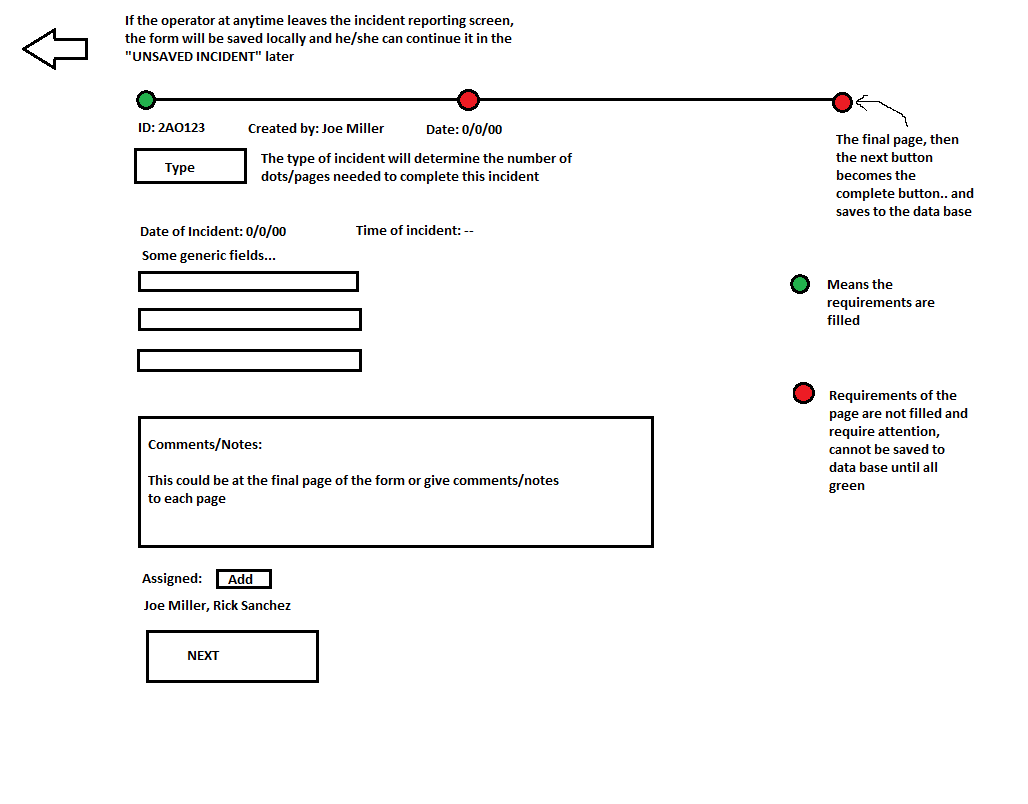 If the operator at anytime leaves the incident reporting screen,
the form will be saved locally and he/she can continue it in the
"UNSAVED INCIDENT" later
ID: 2AO123
Created by: Joe Miller
Date: 0/0/00
The final page, then
the next button
becomes the
complete button.. and
saves to the data base
Type
The type of incident will determine the number of
dots/pages needed to complete this incident
Date of Incident: 0/0/00
Time of incident: --
Some generic fields...
Means the
requirements are
filled
Requirements of the
page are not filled and
require attention,
cannot be saved to
data base until all
green
Comments/Notes:
This could be at the final page of the form or give comments/notes
to each page
Assigned:
Add
Joe Miller, Rick Sanchez
NEXT